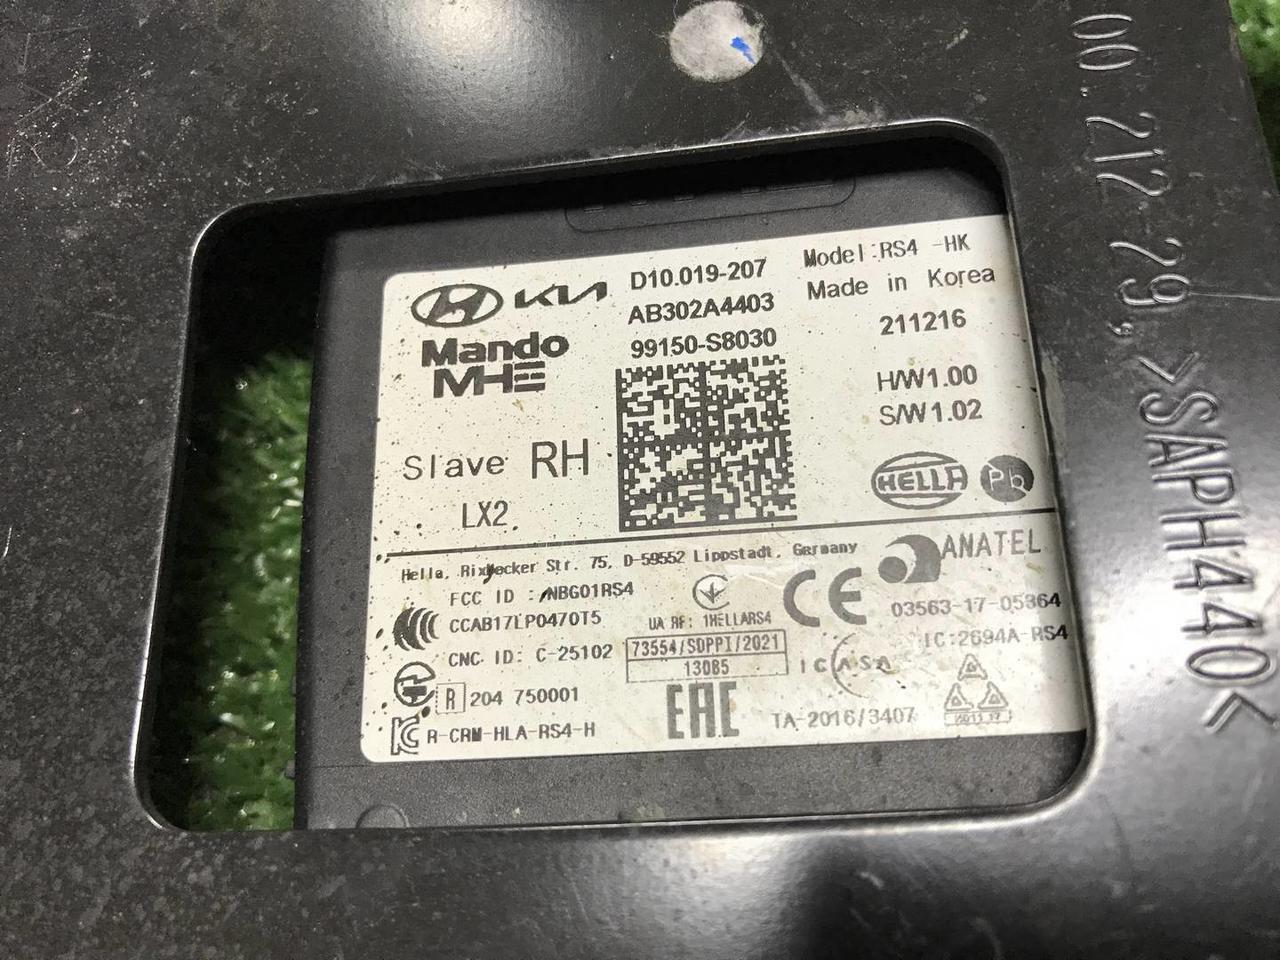 KIA
D10.019-207
Model:RS4 -HK
AB302A4403
Made in Korea
Mando
99150-S8030
211216
MHE
H/W1.00
S/W1.02
Slave RH
HELLA
Pb
LX2
Hella, Rixbecker Str. 75, D-59552 Lippstadt, Germany
ANATEL
FCC ID : NBG01RS4
CE
03563-17-05364
CCAB17LP0470T5
UA RF: 1HELLARS4
IC:2694A-RS4
CNC ID: C-25102
73554/SDPPI/2021
13085
ICASA
R 204 750001
EAC
TA-2016/3407
R-CRM-HLA-RS4-H
>SAPH440<